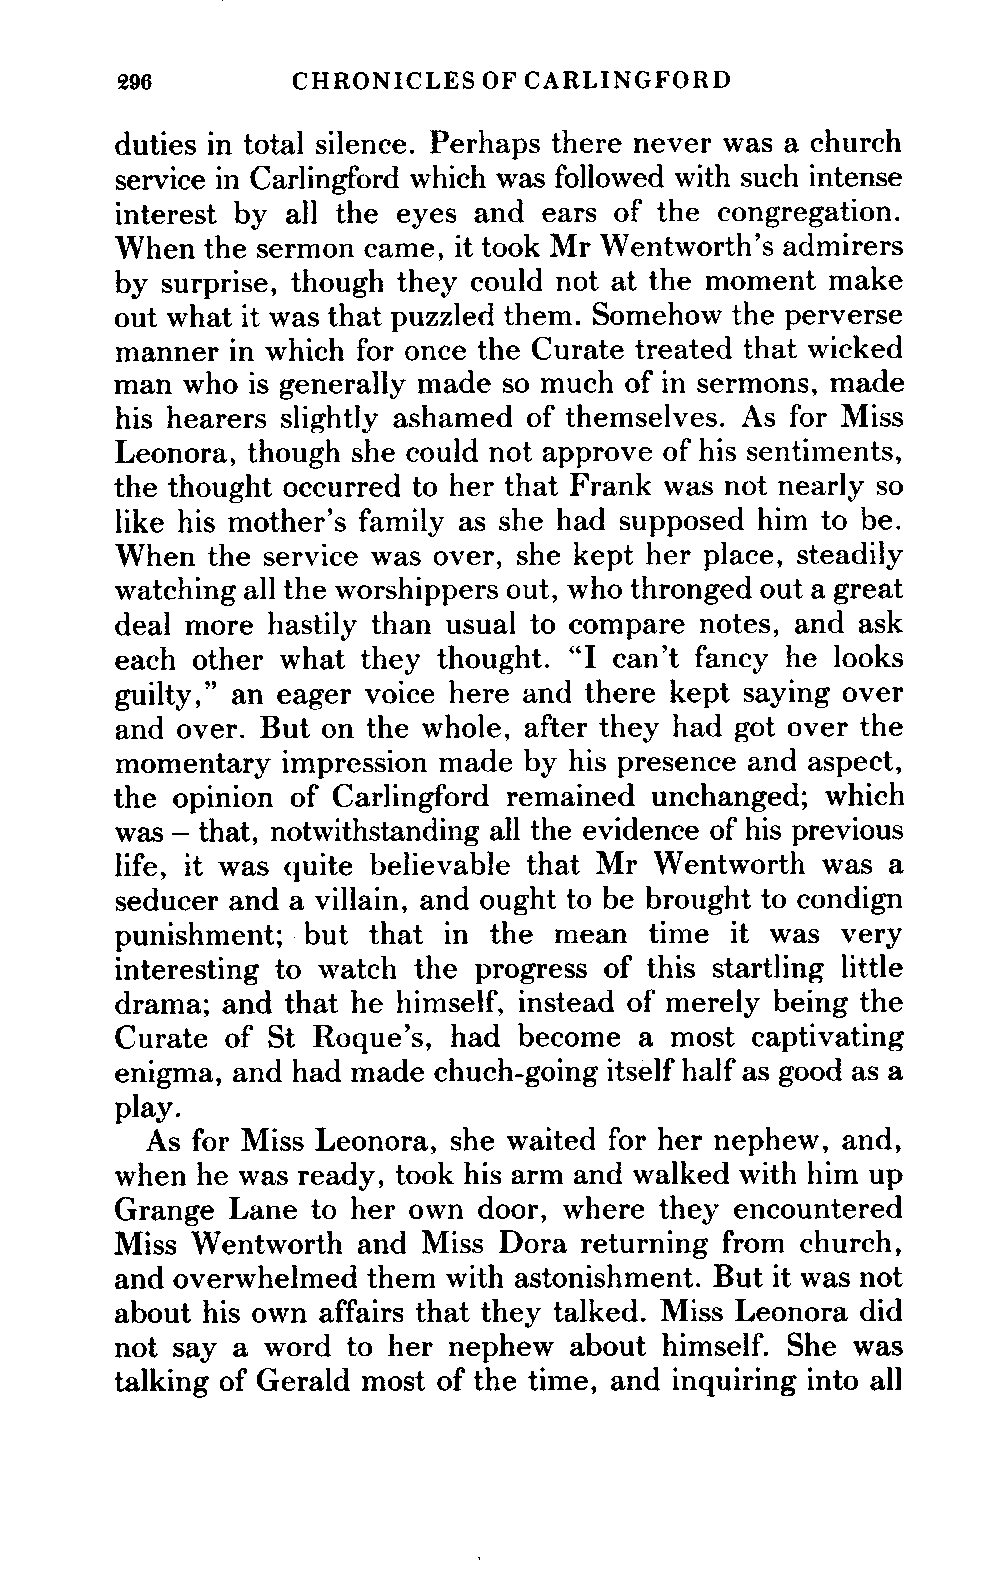 296 CHRONICLES OF CARLINGFORD
duties in total silence. Perhaps there never was a church
service in Carlingford which was followed with such intense
interest by all the eyes and ears of the congregation.
When the sermon came, it took Mr Wentworth's admirers
by surprise, though they could not at the moment make
out what it was that puzzled them. Somehow the perverse
manner in which for once the Curate treated that wicked
man who is generally made so much of in sermons, made
his hearers slightly ashamed of themselves. As for Miss
Leonora, though she could not approve of his sentiments,
the thought occurred to her that Frank was not nearly so
like his mother's family as she had supposed him to be.
When the service was over, she kept her place, steadily
watching all the worshippers out, who thronged out a great
deal more hastily than usual to compare notes, and ask
each other what they thought. “I can't fancy he looks
guilty,” an eager voice here and there kept saying over
and over. But on the whole, after they had got over the
momentary impression made by his presence and aspect,
the opinion of Carlingford remained unchanged; which
was – that, notwithstanding all the evidence of his previous
life, it was quite believable that Mr Wentworth was a
seducer and a villain, and ought to be brought to condign
punishment; but that in the mean time it was very
interesting to watch the progress of this startling little
drama; and that he himself, instead of merely being the
Curate of St Roque's, had become a most captivating
enigma, and had made chuch-going itself half as good as a
play.
As for Miss Leonora, she waited for her nephew, and,
when he was ready, took his arm and walked with him up
Grange Lane to her own door, where they encountered
Miss Wentworth and Miss Dora returning from church,
and overwhelmed them with astonishment. But it was not
about his own affairs that they talked. Miss Leonora did
not say a word to her nephew about himself. She was
talking of Gerald most of the time, and inquiring into all